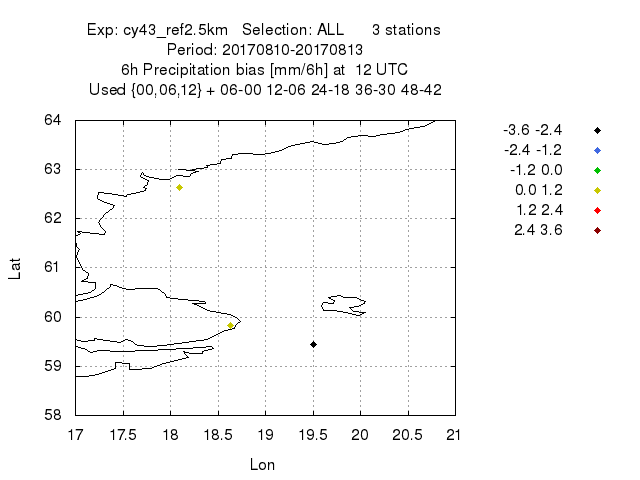 Exp: cy43_ref2.5km   Selection: ALL      3 stations
Period: 20170810-20170813
6h Precipitation bias [mm/6h] at  12 UTC
Used {00,06,12} + 06-00 12-06 24-18 36-30 48-42
64
63
62
61
60
59
58
Lat
17 17.5 18 18.5 19 19.5 20 20.5 21
Lon
-3.6 -2.4
-2.4 -1.2
-1.2 0.0
0.0 1.2
1.2 2.4
2.4 3.6